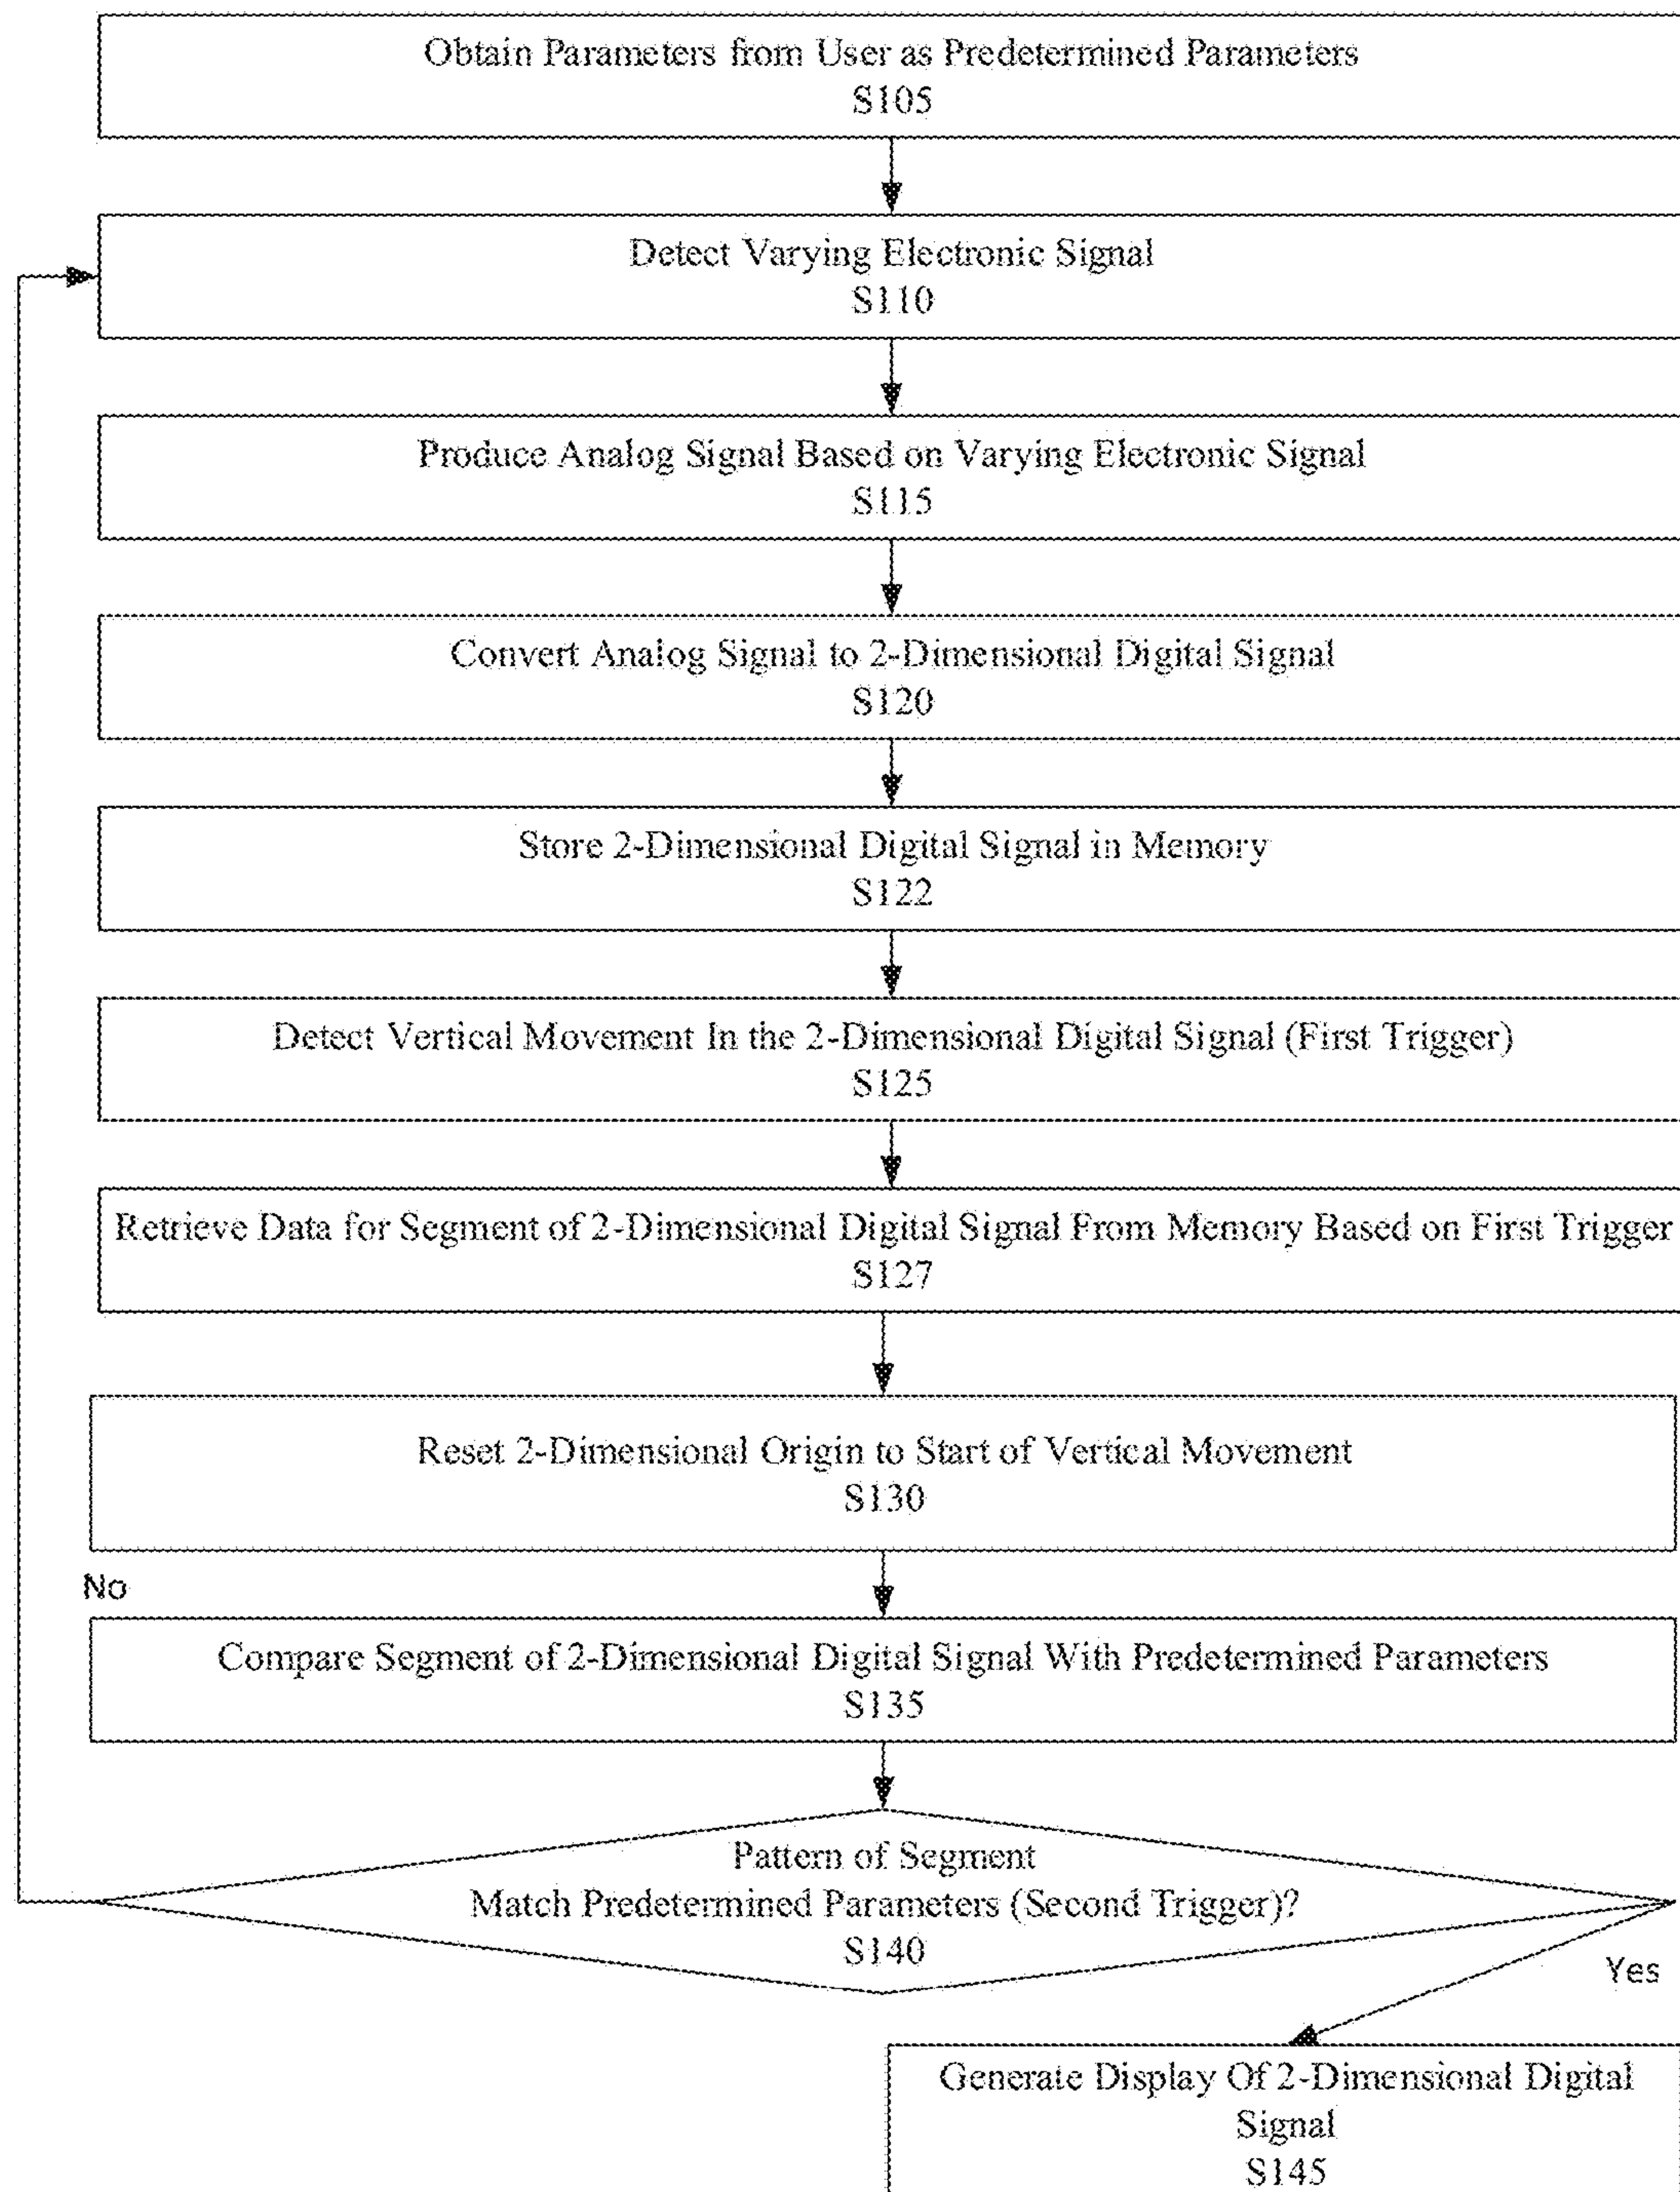 Obtain Parameters from User as Predetermined Parameters
S105
Detect Varying Electronic Signal
S110
Produce Analog Signal Based on Varying Electronic Signal
S115
Convert Analog Signal to 2-Dimensional Digital Signal
S120
Store 2-Dimensional Digital Signal in Memory
S122
Detect Vertical Movement In the 2-Dimensional Digital Signal (First Trigger)
S125
Retrieve Data for Segment of 2-Dimensional Digital Signal From Memory Based on First Trigger
S127
Reset 2-Dimensional Origin to Start of Vertical Movement
S130
No
Compare Segment of 2-Dimensional Digital Signal With Predetermined Parameters
S135
Pattern of Segment
Match Predetermined Parameters (Second Trigger)?
S140
Yes
Generate Display Of 2-Dimensional Digital
Signal
S145